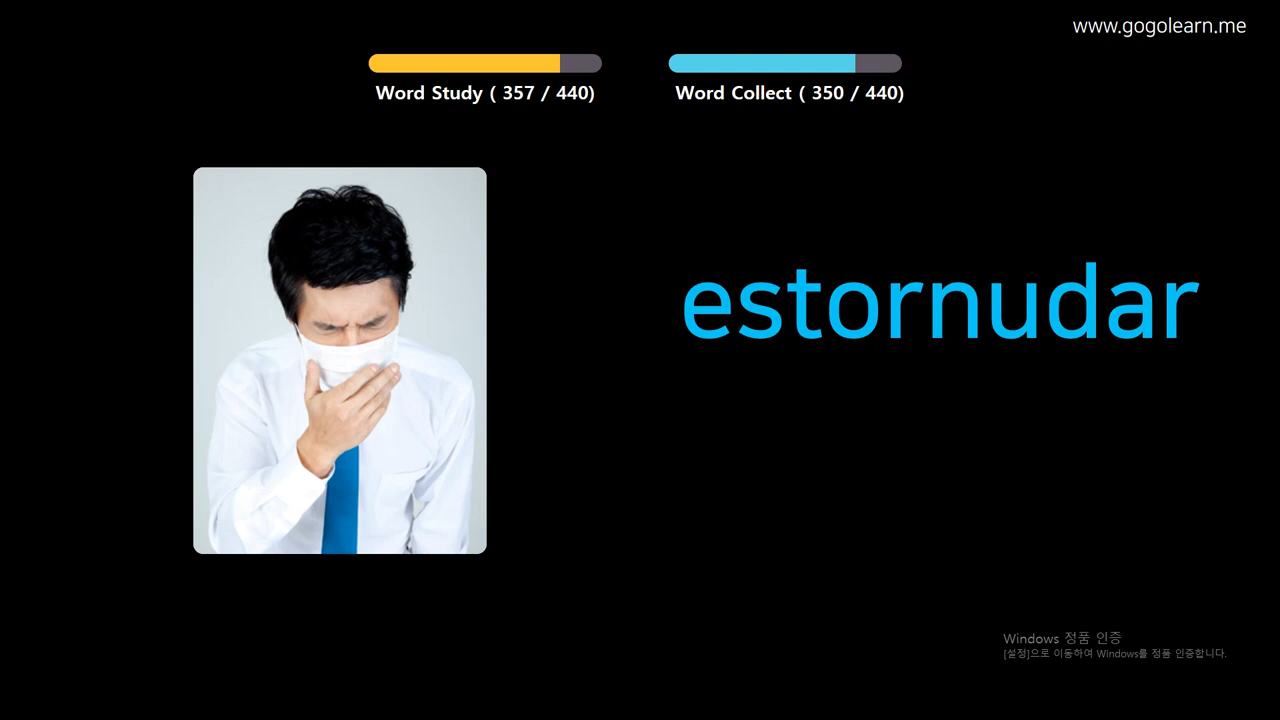 www.gogolearn.me
Word Study ( 357 / 440)
Word Collect ( 350 / 440)
estornudar
Windows 정품 인증
[설정]으로 이동하여 Windows를 정품 인증합니다.